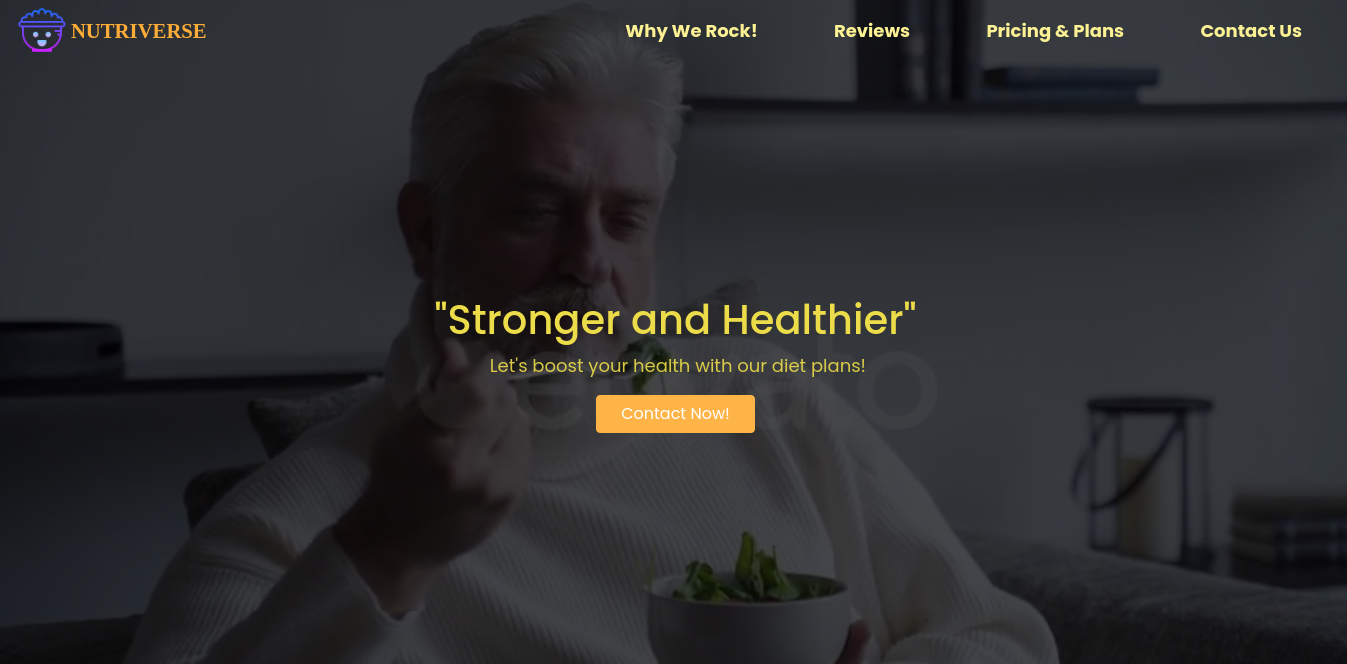 NUTRIVERSE
Why We Rock!
Reviews
Pricing & Plans
Contact Us
"Stronger and Healthier"
Let's boost your health with our diet plans!
Contact Now!